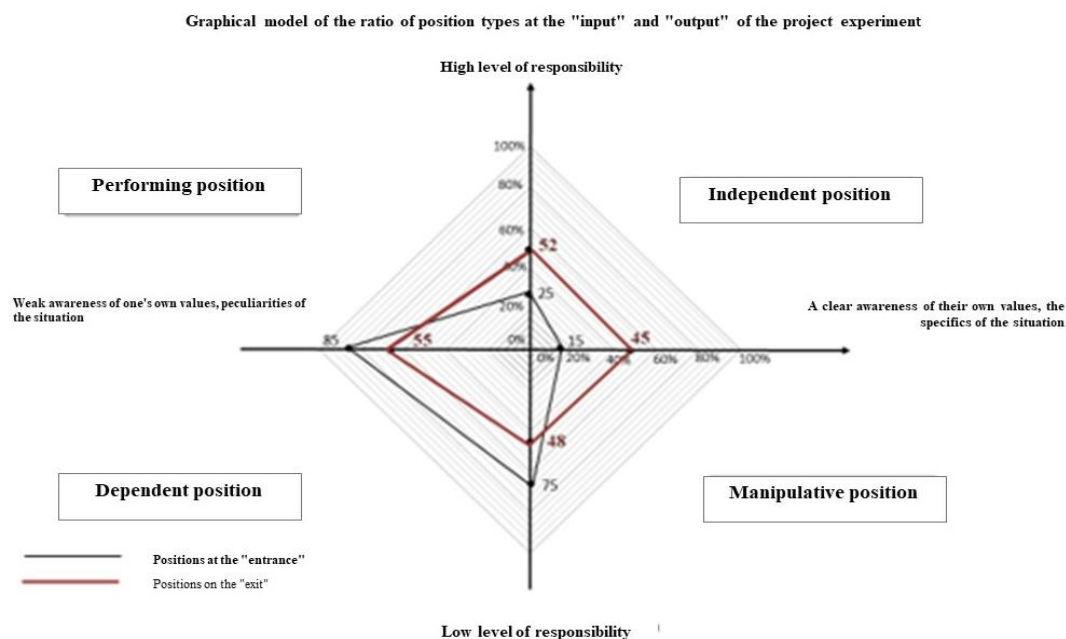 Graphical model of the ratio of position types at the "input" and "output" of the project experiment
High level of responsibility
100%
Performing position
80%
Independent position
60%
52
40%
Weak awareness of one's own values, peculiarities of
the situation
25
20%
A clear awareness of their own values, the
specifics of the situation
85
55
0%
15
45
0%
20%
40%
60%
80%
100%
48
Dependent position
75
Manipulative position
Positions at the "entrance"
Positions on the "exit"
Low level of responsibility